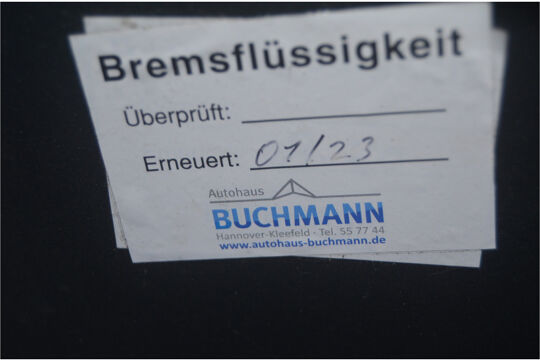 Bremsflüssigkeit
Überprüft:
Erneuert: 01/23
Autohaus
BUCHMANN
Hannover-Kleefeld · Tel. 55 77 44
www.autohaus-buchmann.de